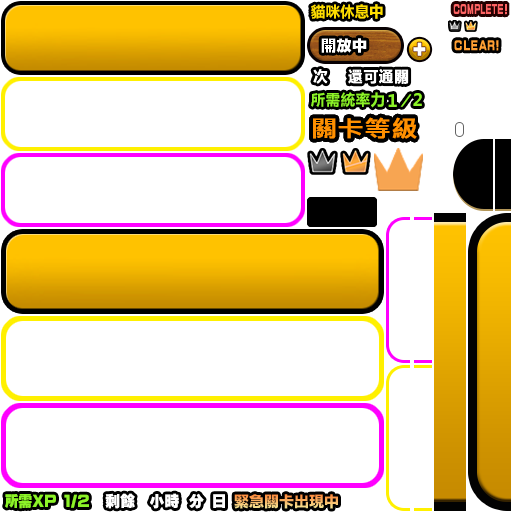 貓咪休息中
COMPLETE!
開放中
CLEAR!
次 還可通關
所需統率力1/2
關卡等級
0
所需XP 1/2 剩餘 小時 分 日 緊急關卡出現中